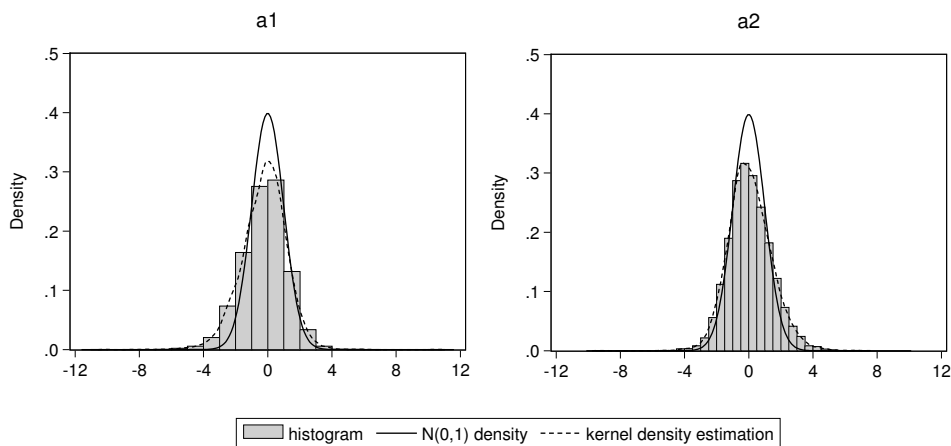 a1
a2
Density
.5
.4
.3
.2
.1
.0
-12 -8 -4 0 4 8 12
Density
.5
.4
.3
.2
.1
.0
-12 -8 -4 0 4 8 12
histogram N(0,1) density kernel density estimation